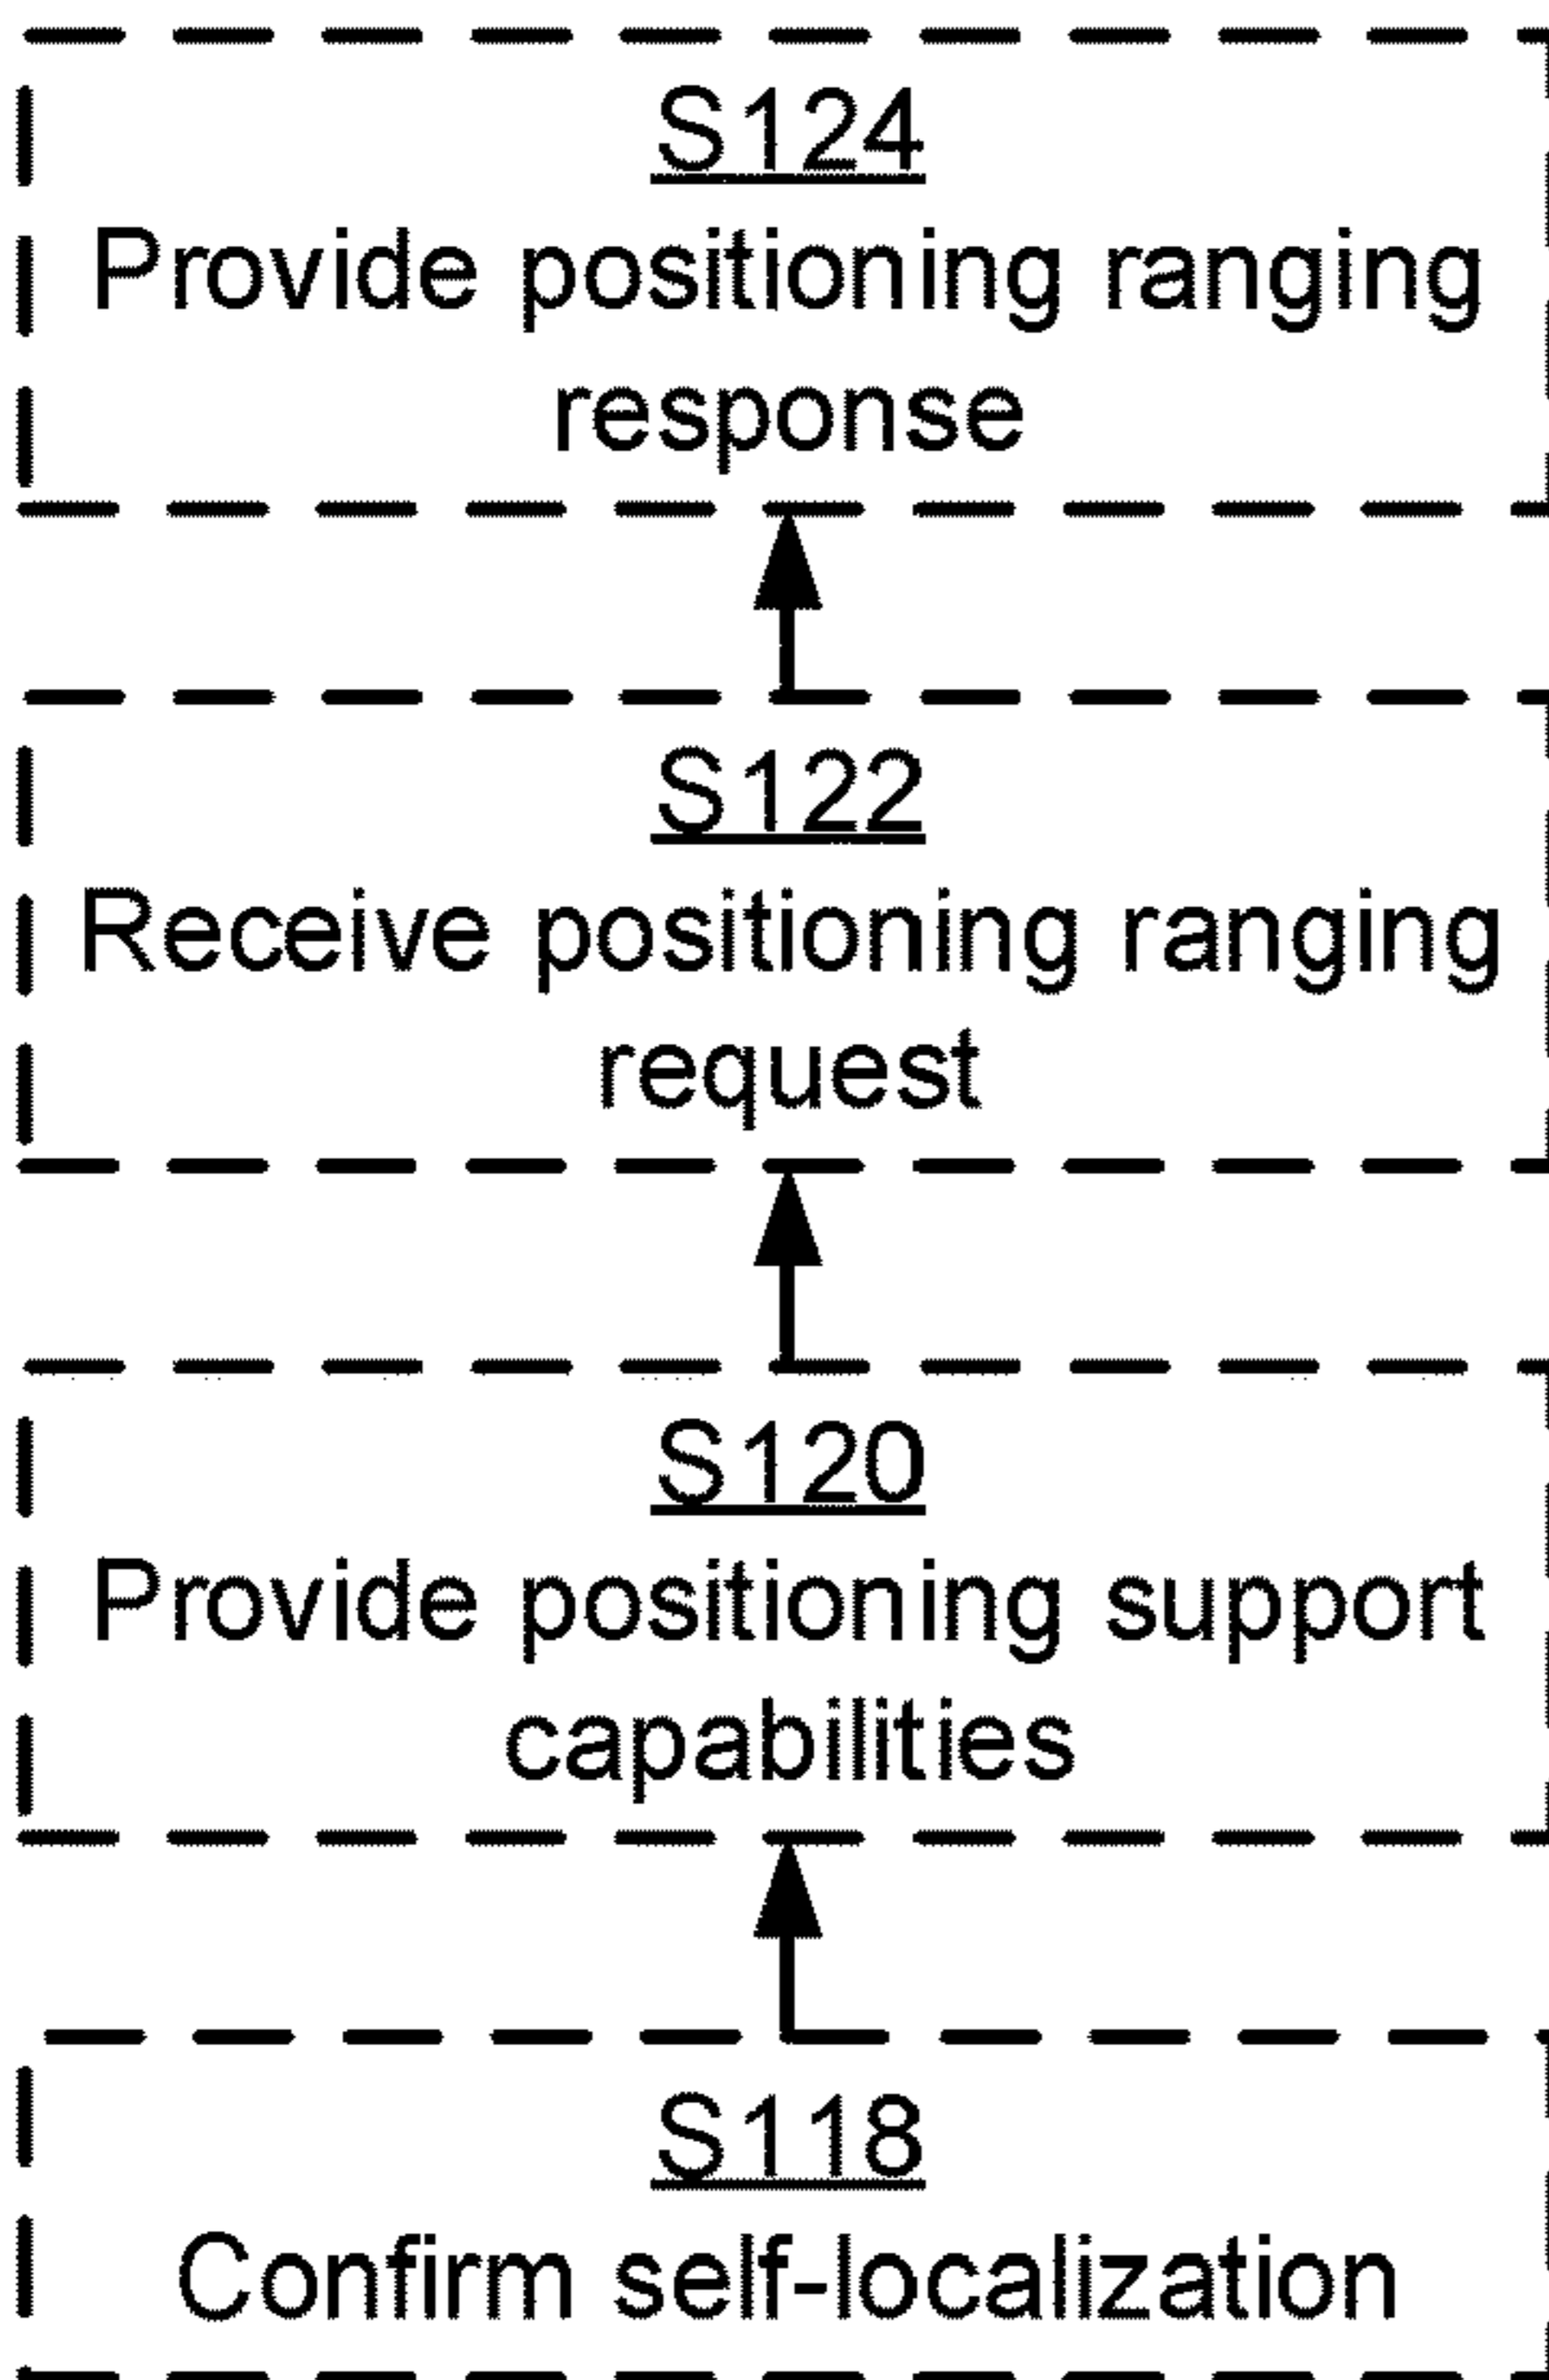 S124
Provide positioning ranging
response
S122
Receive positioning ranging
request
S120
Provide positioning support
capabilities
S118
Confirm self-localization